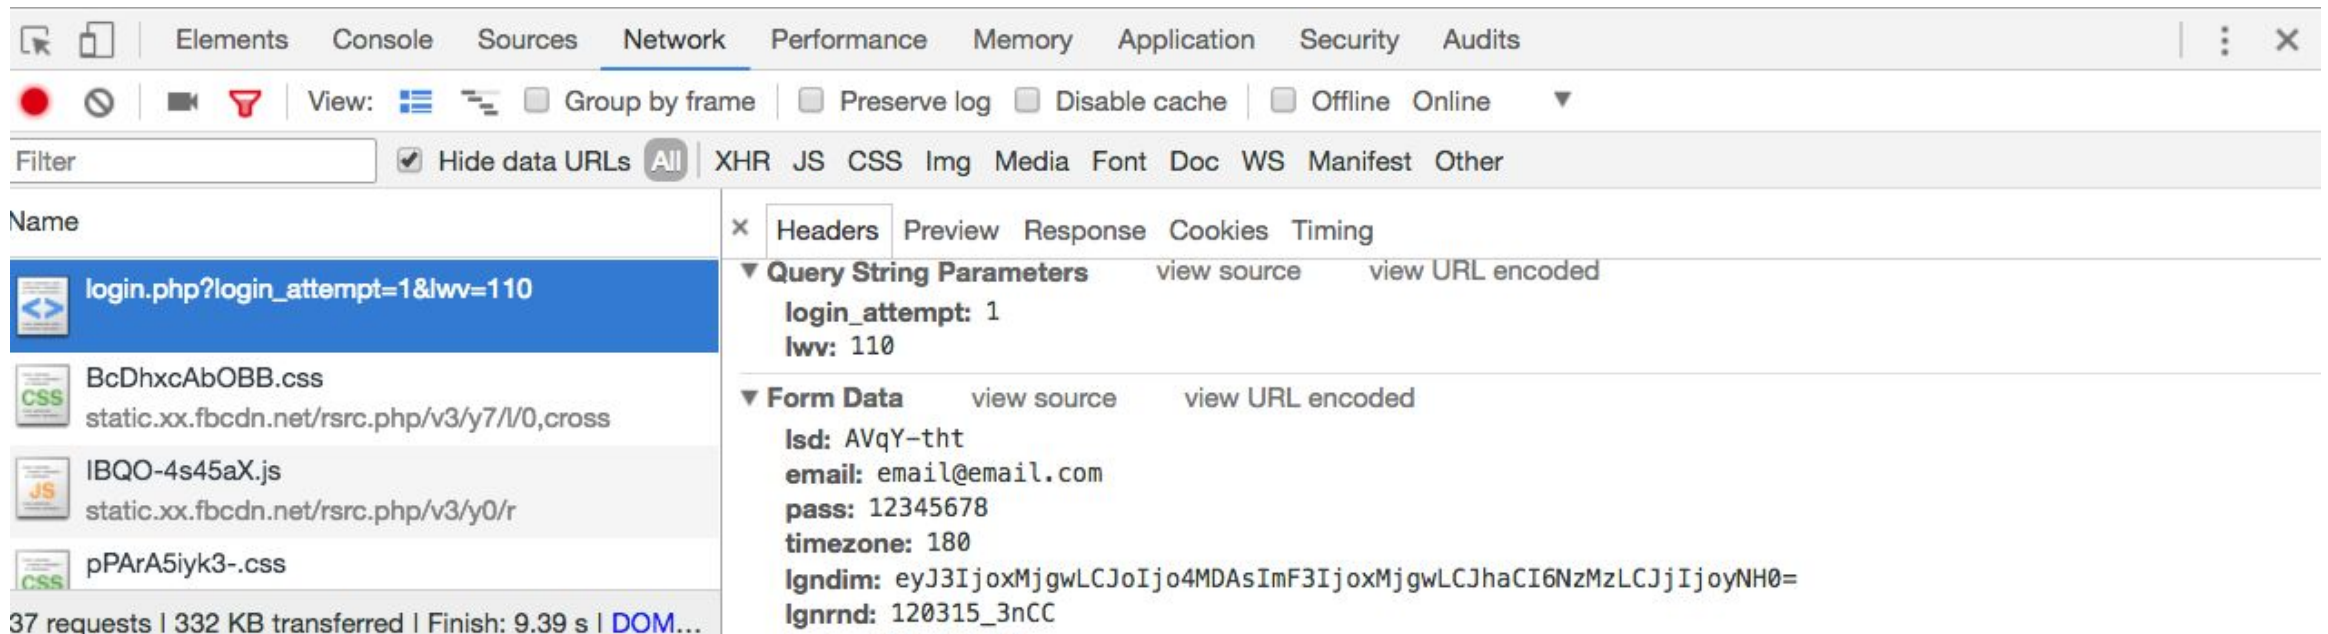 Elements Console Sources Network Performance Memory Application Security Audits
View: Group by frame Preserve log Disable cache Offline Online
Filter Hide data URLs All XHR JS CSS Img Media Font Doc WS Manifest Other
Name
login.php?login_attempt=1&lwv=110
BcDhxcAbOBB.css
CSS
static.xx.fbcdn.net/rsrc.php/v3/y7/l/0,cross
IBQO-4s45aX.js
JS
static.xx.fbcdn.net/rsrc.php/v3/y0/r
pPArA5iyk3-.css
CSS
37 requests | 332 KB transferred | Finish: 9.39 s | DOM...
Headers Preview Response Cookies Timing
Query String Parameters view source view URL encoded
login_attempt: 1
lwv: 110
Form Data view source view URL encoded
lsd: AVqY-tht
email: email@email.com
pass: 12345678
timezone: 180
lgndim: eyJ3IjoxMjgwLCJoIjo4MDAsImF3IjoxMjgwLCJhaCI6NzMzLCJjIjoyNH0=
lgnrnd: 120315_3nCC